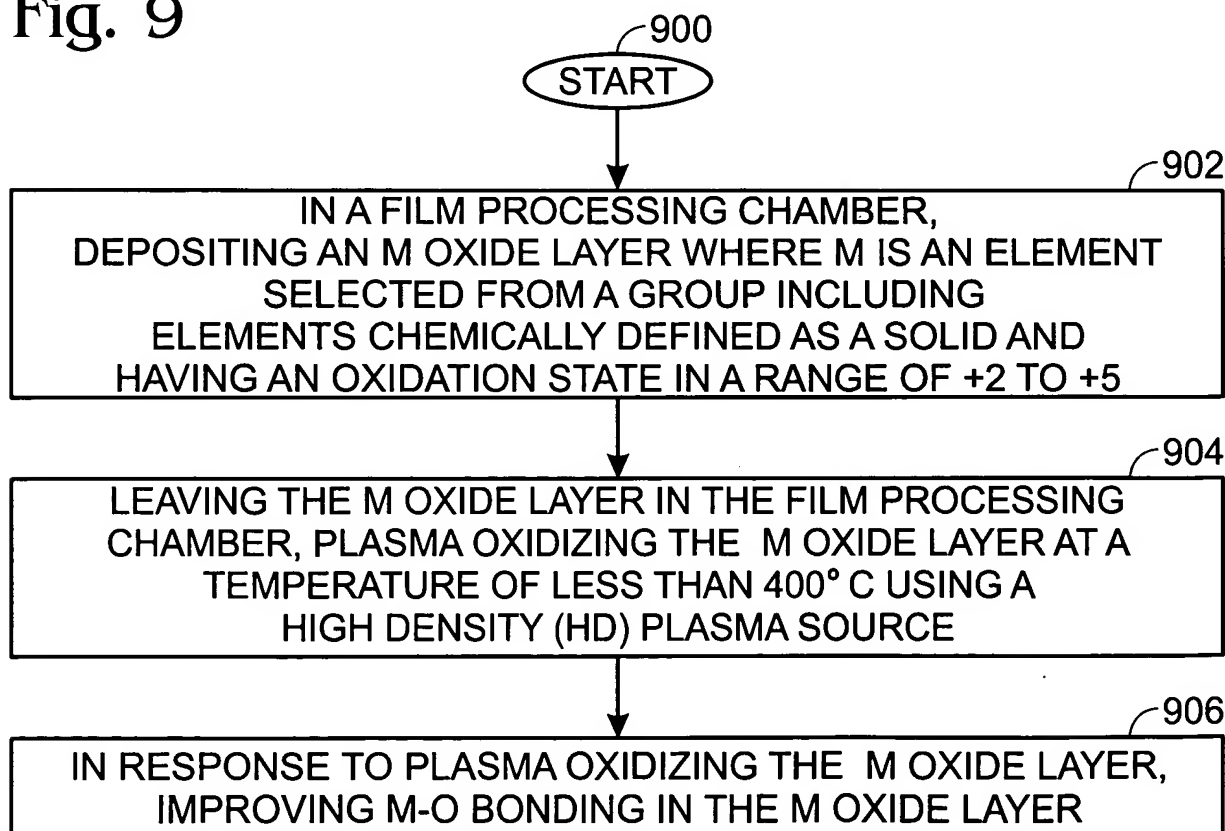 Fig. 9
900
START
902
IN A FILM PROCESSING CHAMBER,
DEPOSITING AN M OXIDE LAYER WHERE M IS AN ELEMENT
SELECTED FROM A GROUP INCLUDING
ELEMENTS CHEMICALLY DEFINED AS A SOLID AND
HAVING AN OXIDATION STATE IN A RANGE OF +2 TO +5
904
LEAVING THE M OXIDE LAYER IN THE FILM PROCESSING
CHAMBER, PLASMA OXIDIZING THE M OXIDE LAYER AT A
TEMPERATURE OF LESS THAN 400° C USING A
HIGH DENSITY (HD) PLASMA SOURCE
906
IN RESPONSE TO PLASMA OXIDIZING THE M OXIDE LAYER,
IMPROVING M-O BONDING IN THE M OXIDE LAYER